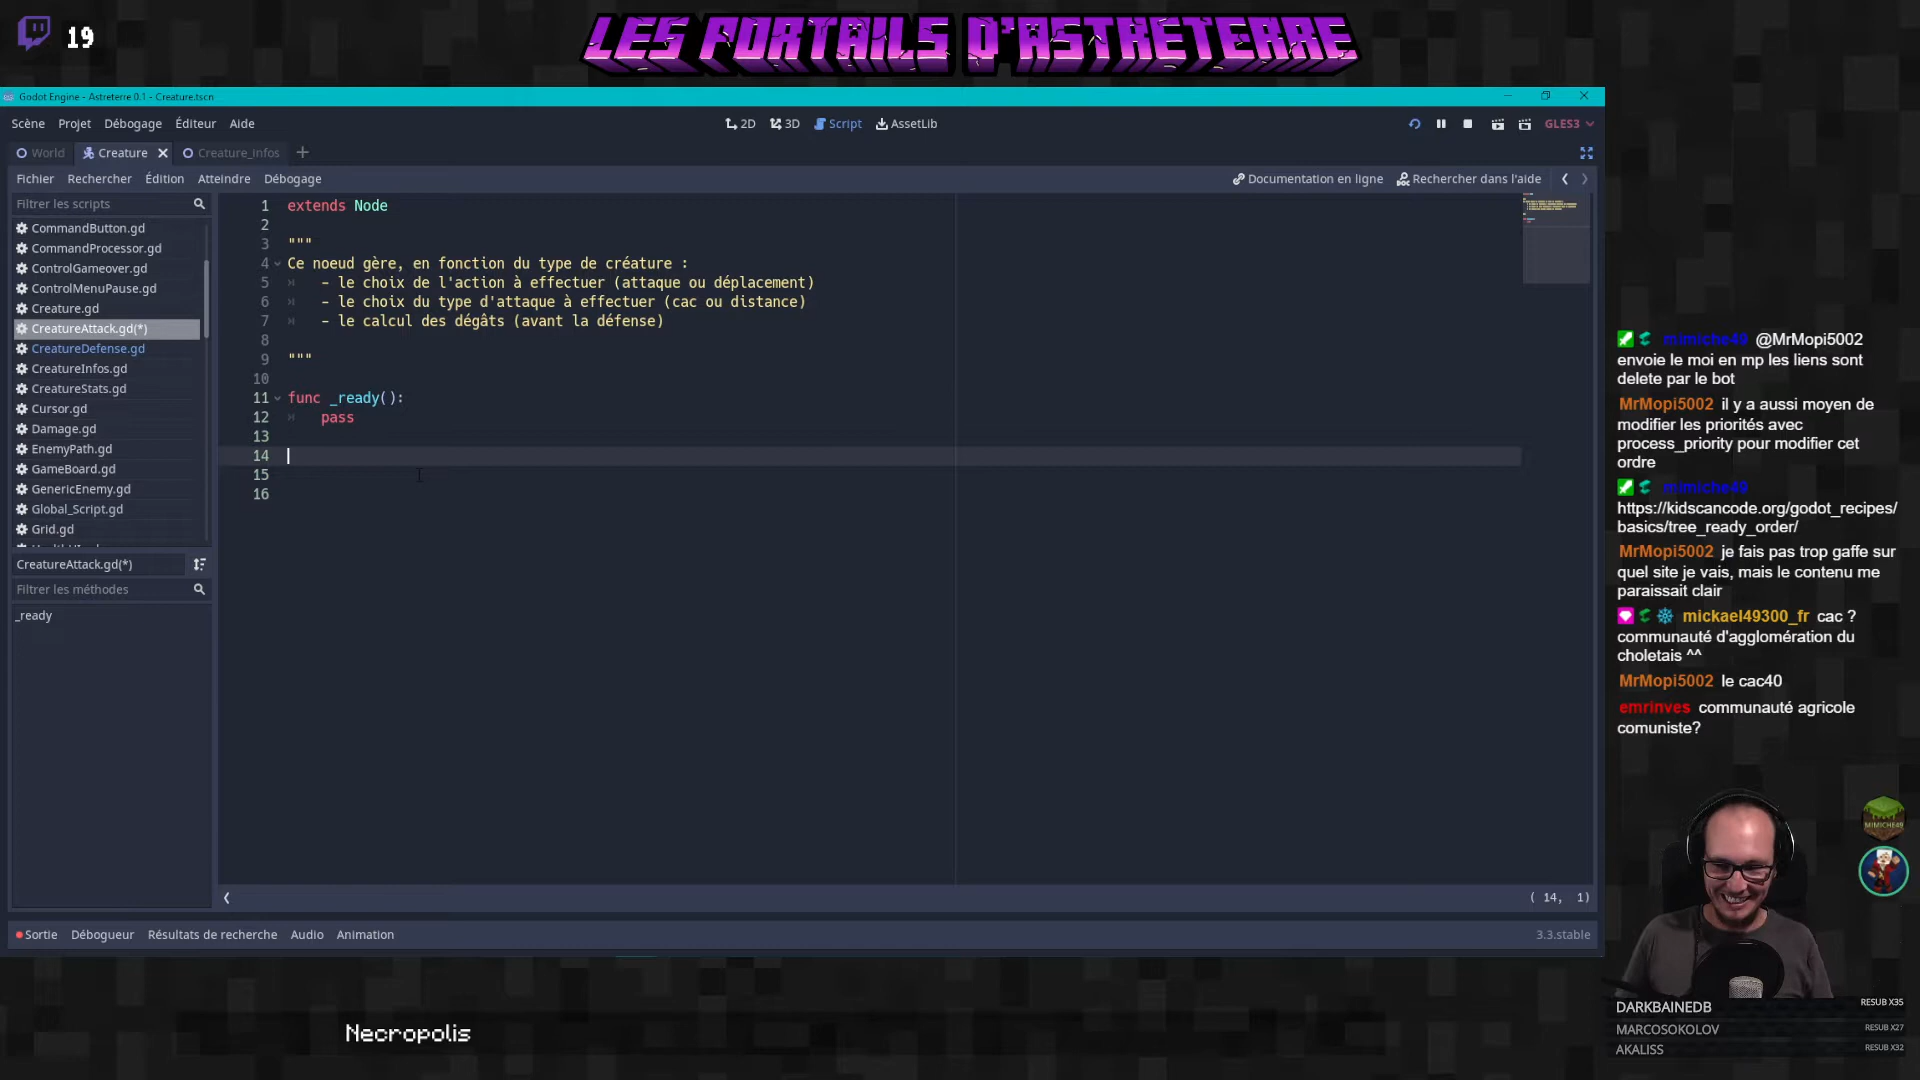 19
LES PORTAILS D'ASTRETERRE
Godot Engine - Astreterre 0.1 - Creature.tscn
Scène Projet Débogage Éditeur Aide
2D 3D Script AssetLib
GLES3
World Creature Creature_Infos
Fichier Rechercher Édition Atteindre Débogage
Documentation en ligne Rechercher dans l'aide
Filtrer les scripts
CommandButton.gd
CommandProcessor.gd
ControlGameover.gd
ControlMenuPause.gd
Creature.gd
CreatureAttack.gd(*)
CreatureDefense.gd
CreatureInfos.gd
CreatureStats.gd
Cursor.gd
Damage.gd
EnemyPath.gd
GameBoard.gd
GenericEnemy.gd
Global_Script.gd
Grid.gd
CreatureAttack.gd(*)
Filtrer les méthodes
_ready
1 extends Node
2
3 """
4 Ce noeud gère, en fonction du type de créature :
5 - le choix de l'action à effectuer (attaque ou déplacement)
6 - le choix du type d'attaque à effectuer (cac ou distance)
7 - le calcul des dégâts (avant la défense)
8
9 """
10
11 func _ready():
12 pass
13
14
15
16
( 14, 1)
Sortie Débogueur Résultats de recherche Audio Animation
3.3.stable
mimiche49 @MrMopi5002
envoie le moi en mp les liens sont
delete par le bot
MrMopi5002 il y a aussi moyen de
modifier les priorités avec
process_priority pour modifier cet
ordre
mimiche49
https://kidscancode.org/godot_recipes/
basics/tree_ready_order/
MrMopi5002 je fais pas trop gaffe sur
quel site je vais, mais le contenu me
paraissait clair
mickael49300_fr cac ?
communauté d'agglomération du
choletais ^^
MrMopi5002 le cac40
emrinves communauté agricole
comuniste?
MIMICHE49
DARKBAINEDB RESUB X35
MARCOSOKOLOV RESUB X27
AKALISS RESUB X32
Necropolis